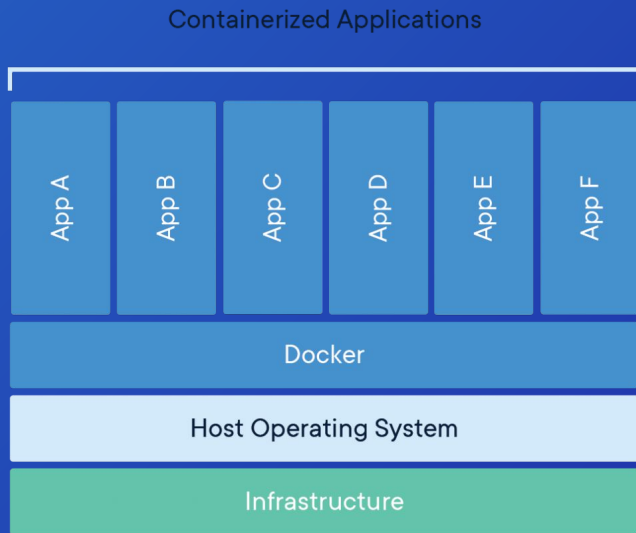 Containerized Applications
App A
App B
App C
App D
App E
App F
Docker
Host Operating System
Infrastructure